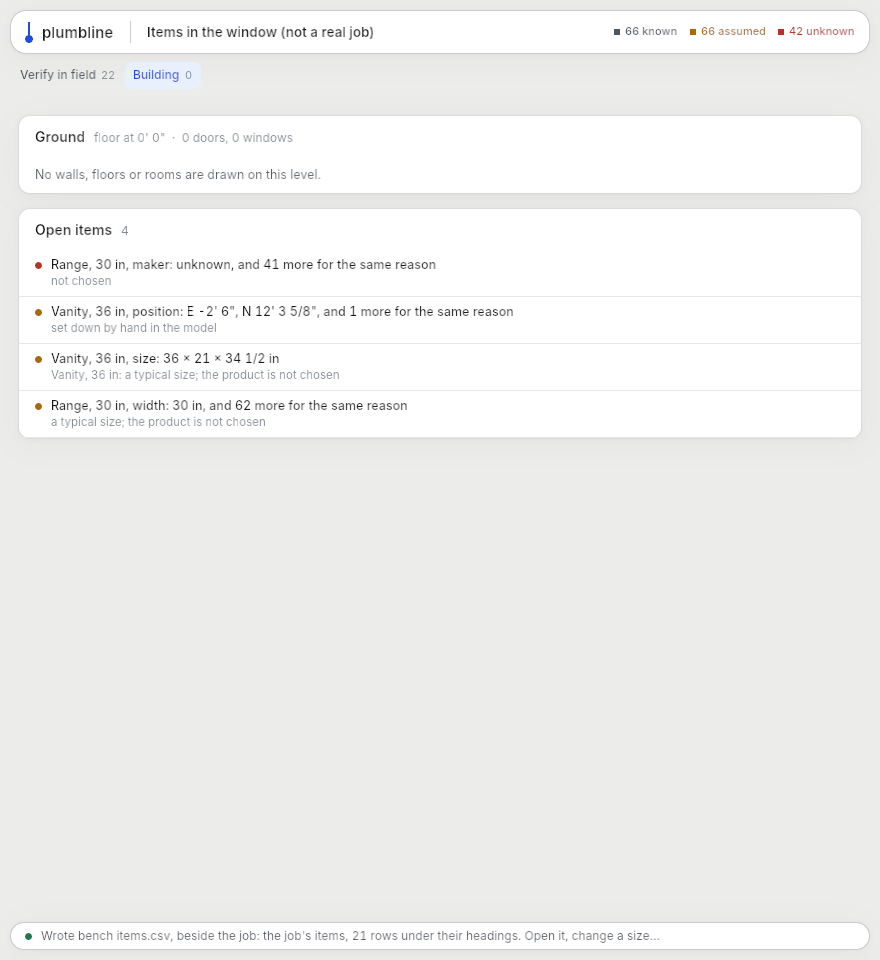 plumbline
Items in the window (not a real job)
66 known
66 assumed
42 unknown
Verify in field 22
Building 0
Ground floor at 0' 0" · 0 doors, 0 windows
No walls, floors or rooms are drawn on this level.
Open items 4
Range, 30 in, maker: unknown, and 41 more for the same reason
not chosen
Vanity, 36 in, position: E -2' 6", N 12' 3 5/8", and 1 more for the same reason
set down by hand in the model
Vanity, 36 in, size: 36 × 21 × 34 1/2 in
Vanity, 36 in: a typical size; the product is not chosen
Range, 30 in, width: 30 in, and 62 more for the same reason
a typical size; the product is not chosen
Wrote bench items.csv, beside the job: the job's items, 21 rows under their headings. Open it, change a size...